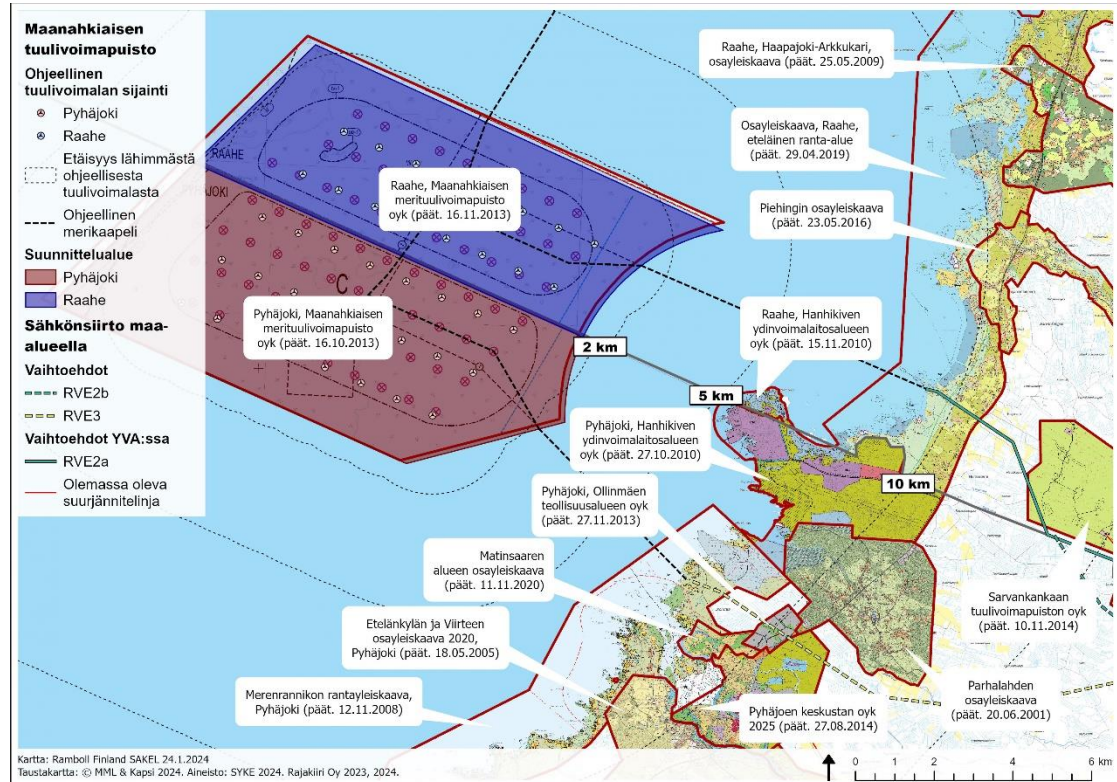 Maanahkiaisen
tuulivoimapuisto
Ohjeellinen
tuulivoimalan sijainti
Pyhäjoki
Raahe
Etäisyys lähimmästä
ohjeellisesta
tuulivoimalasta
Ohjeellinen
merikaapeli
Suunnittelualue
Pyhäjoki
Raahe
Sähkönsiirto maa-
alueella
Vaihtoehdot
RVE2b
RVE3
Vaihtoehdot YVA:ssa
RVE2a
Olemassa oleva
suurjännitelinja
RAAHE
PYHÄJOKI
C
Raahe, Haapajoki-Arkkukari,
osayleiskaava (päät. 25.05.2009)
Osayleiskaava, Raahe,
eteläinen ranta-alue
(päät. 29.04.2019)
Raahe, Maanahkiaisen
merituulivoimapuisto
oyk (päät. 16.11.2013)
Piehingin osayleiskaava
(päät. 23.05.2016)
Pyhäjoki, Maanahkiaisen
merituulivoimapuisto
oyk (päät. 16.10.2013)
Raahe, Hanhikiven
ydinvoimalaitosalueen
oyk (päät. 15.11.2010)
2 km
5 km
10 km
Pyhäjoki, Hanhikiven
ydinvoimalaitosalueen
oyk (päät. 27.10.2010)
Pyhäjoki, Ollinmäen
teollisuusalueen oyk
(päät. 27.11.2013)
Matinsaaren
alueen osayleiskaava
(päät. 11.11.2020)
Etelänkylän ja Viirteen
osayleiskaava 2020,
Pyhäjoki (päät. 18.05.2005)
Merenrannikon rantayleiskaava,
Pyhäjoki (päät. 12.11.2008)
Sarvankankaan
tuulivoimapuiston oyk
(päät. 10.11.2014)
Parhalahden
osayleiskaava
(päät. 20.06.2001)
Pyhäjoen keskustan oyk
2025 (päät. 27.08.2014)
Kartta: Ramboll Finland SAKEL 24.1.2024
Taustakartta: © MML & Kapsi 2024. Aineisto: SYKE 2024. Rajakiiri Oy 2023, 2024.
0 1 2 4 6 km